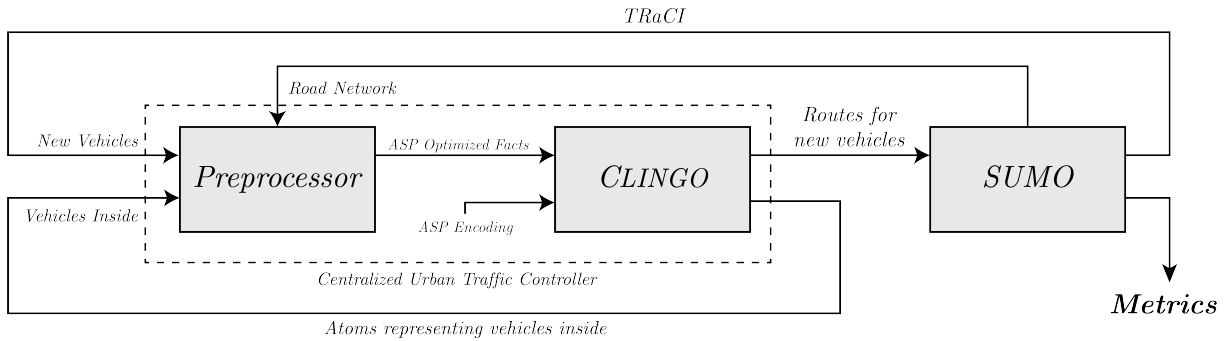 TRaCI
Road Network
New Vehicles
Preprocessor
ASP Optimized Facts
CLINGO
Routes for
new vehicles
SUMO
Vehicles Inside
ASP Encoding
Centralized Urban Traffic Controller
Metrics
Atoms representing vehicles inside